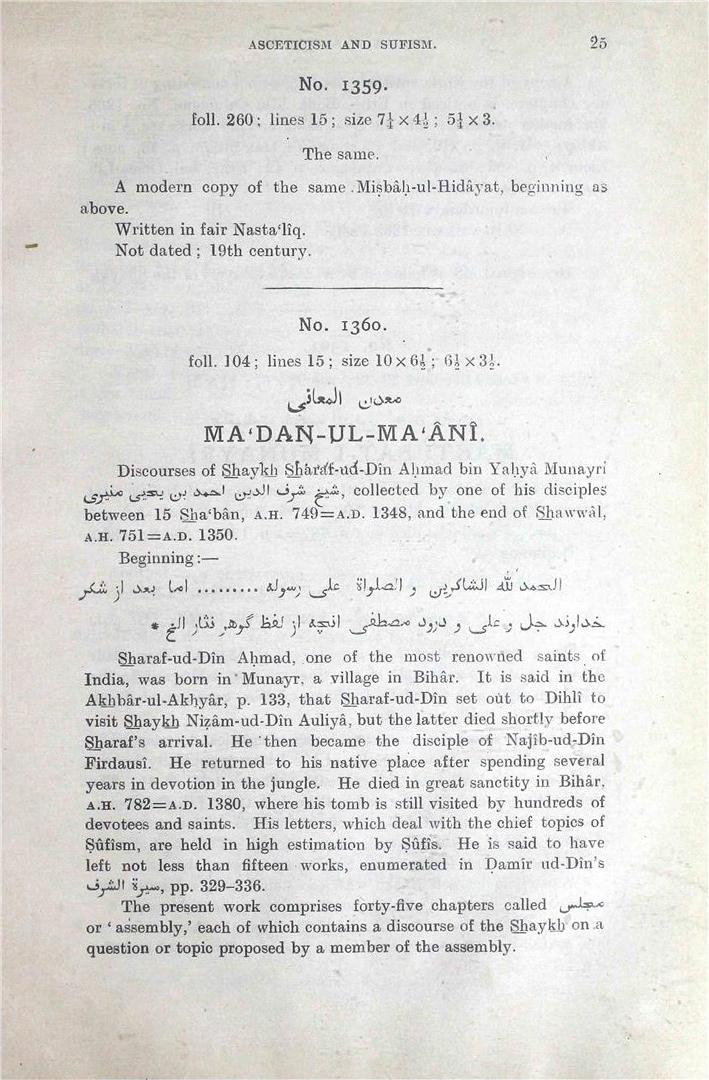 ASCETICISM AND SUFISM. 25
No. 1359.
foll. 260; lines 15; size 7¼ × 4½; 5¼ × 3.
The same.
A modern copy of the same Miṣbâḥ-ul-Hidâyat, beginning as
above.
Written in fair Nasta‘lîq.
Not dated; 19th century.
No. 1360.
foll. 104; lines 15; size 10 × 6½; 6½ × 3½.
معدن المعاني
MA‘DAN-UL-MA‘ÂNÎ.
Discourses of Shaykh Sharaf-ud-Dîn Aḥmad bin Yaḥyâ Munayrî
شيخ شرف الدين احمد بن يحيى منيرى, collected by one of his disciples
between 15 Sha‘bân, A.H. 749=A.D. 1348, and the end of Shawwâl,
A.H. 751=A.D. 1350.
Beginning:—
الحمد لله الشاكرين و الصلواة على رسوله ......... اما بعد از شكر
خداوند جل و على و درود مصطفى انچه از لفظ گوهر نثار الخ *
Sharaf-ud-Dîn Aḥmad, one of the most renowned saints of
India, was born in Munayr, a village in Bihâr. It is said in the
Akhbâr-ul-Akhyâr, p. 133, that Sharaf-ud-Dîn set out to Dihlî to
visit Shaykh Niẓâm-ud-Dîn Auliyâ, but the latter died shortly before
Sharaf's arrival. He then became the disciple of Najîb-ud-Dîn
Firdausî. He returned to his native place after spending several
years in devotion in the jungle. He died in great sanctity in Bihâr,
A.H. 782=A.D. 1380, where his tomb is still visited by hundreds of
devotees and saints. His letters, which deal with the chief topics of
Ṣûfism, are held in high estimation by Ṣûfîs. He is said to have
left not less than fifteen works, enumerated in Ḍamîr ud-Dîn's
سيرة الشرف, pp. 329–336.
The present work comprises forty-five chapters called مجلس
or ‘assembly,’ each of which contains a discourse of the Shaykh on a
question or topic proposed by a member of the assembly.